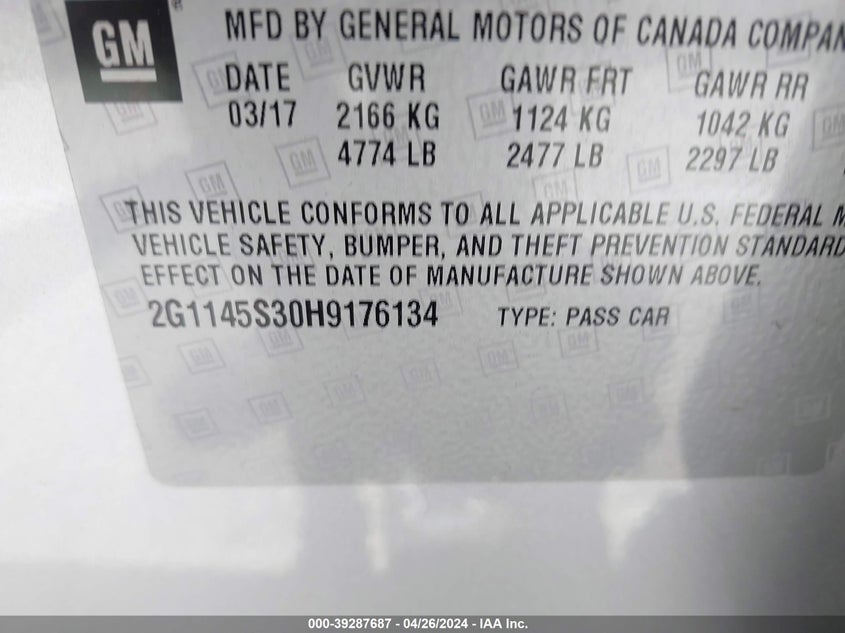 GM
MFD BY GENERAL MOTORS OF CANADA COMPAN
DATE GVWR GAWR FRT GAWR RR
03/17 2166 KG 1124 KG 1042 KG
4774 LB 2477 LB 2297 LB
THIS VEHICLE CONFORMS TO ALL APPLICABLE U.S. FEDERAL M
VEHICLE SAFETY, BUMPER, AND THEFT PREVENTION STANDARD
EFFECT ON THE DATE OF MANUFACTURE SHOWN ABOVE.
2G1145S30H9176134 TYPE: PASS CAR
000-39287687 - 04/26/2024 - IAA Inc.